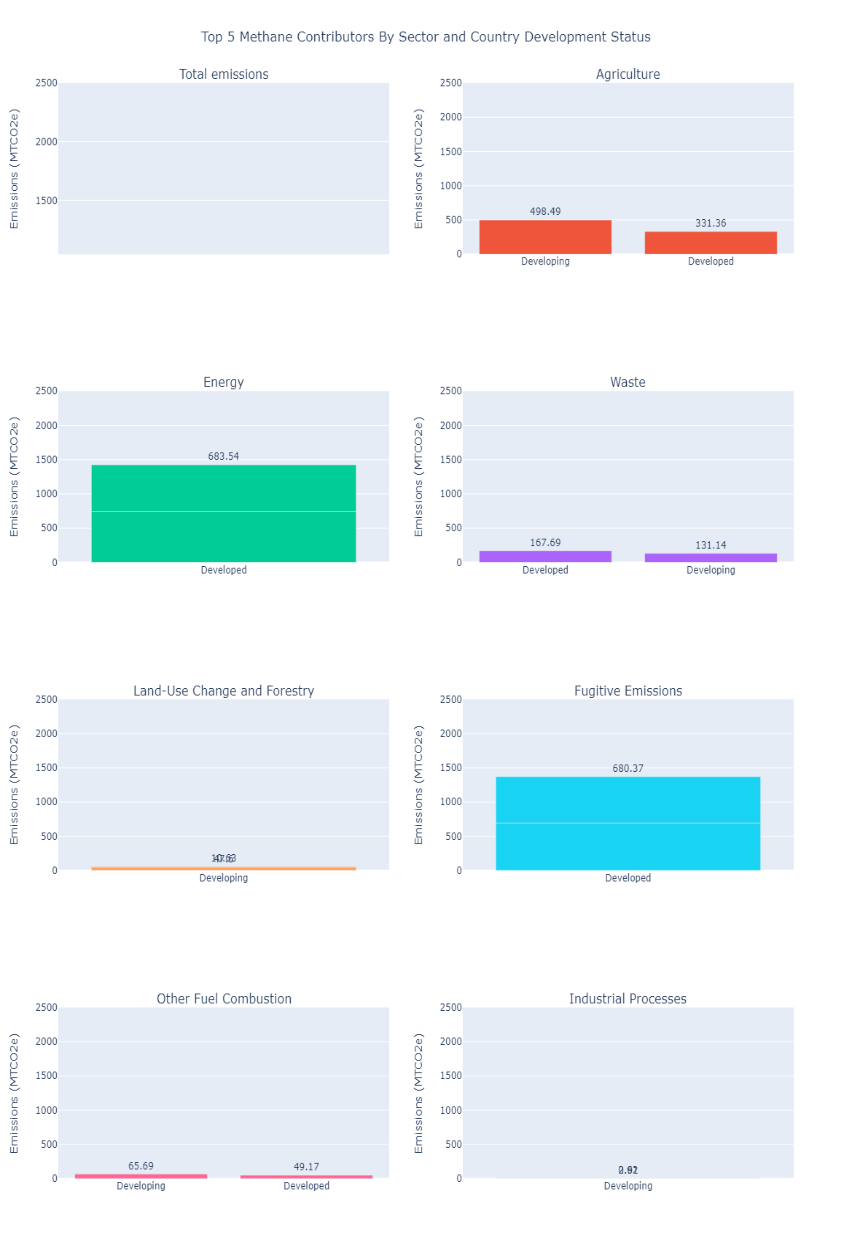 Top 5 Methane Contributors By Sector and Country Development Status
Total emissions
Emissions (MTCO2e)
2500
2000
1500
Agriculture
Emissions (MTCO2e)
2500
2000
1500
1000
500
0
498.49
331.36
Developing
Developed
Energy
Emissions (MTCO2e)
2500
2000
1500
1000
500
0
683.54
Developed
Waste
Emissions (MTCO2e)
2500
2000
1500
1000
500
0
167.69
131.14
Developed
Developing
Land-Use Change and Forestry
Emissions (MTCO2e)
2500
2000
1500
1000
500
0
Developing
Fugitive Emissions
Emissions (MTCO2e)
2500
2000
1500
1000
500
0
680.37
Developed
Other Fuel Combustion
Emissions (MTCO2e)
2500
2000
1500
1000
500
0
65.69
49.17
Developing
Developed
Industrial Processes
Emissions (MTCO2e)
2500
2000
1500
1000
500
0
Developing